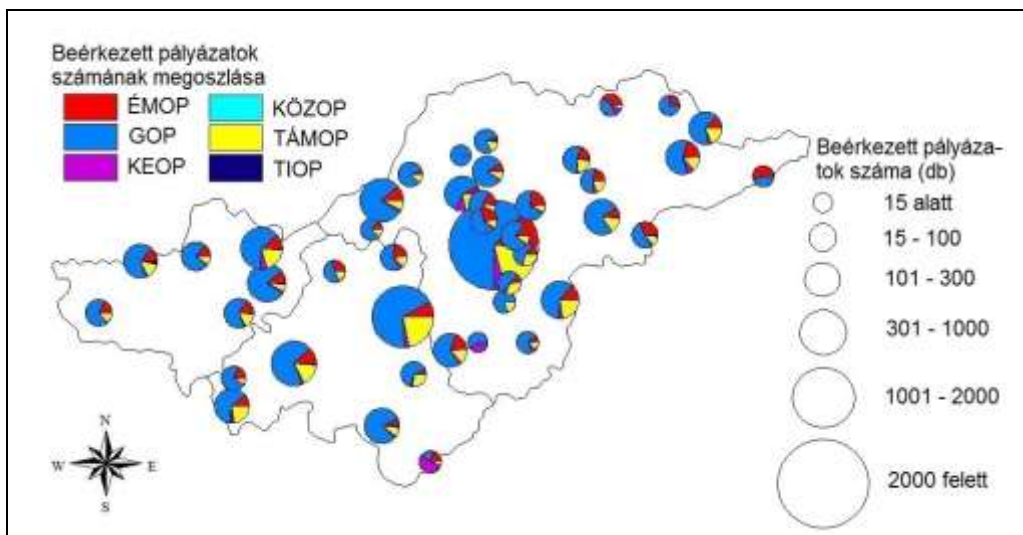 Beérkezett pályázatok
számának megoszlása
ÉMOP
KÖZOP
GOP
TÁMOP
KEOP
TIOP
Beérkezett pályáza-
tok száma (db)
15 alatt
15 - 100
101 - 300
301 - 1000
1001 - 2000
2000 felett
N
W
E
S